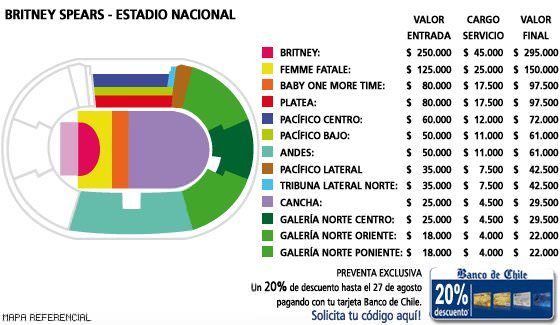 BRITNEY SPEARS - ESTADIO NACIONAL
VALOR ENTRADA CARGO SERVICIO VALOR FINAL
BRITNEY: $ 250.000 $ 45.000 $ 295.000
FEMME FATALE: $ 125.000 $ 25.000 $ 150.000
BABY ONE MORE TIME: $ 80.000 $ 17.500 $ 97.500
PLATEA: $ 80.000 $ 17.500 $ 97.500
PACÍFICO CENTRO: $ 60.000 $ 12.000 $ 72.000
PACÍFICO BAJO: $ 50.000 $ 11.000 $ 61.000
ANDES: $ 50.000 $ 11.000 $ 61.000
PACÍFICO LATERAL $ 35.000 $ 7.500 $ 42.500
TRIBUNA LATERAL NORTE: $ 35.000 $ 7.500 $ 42.500
CANCHA: $ 25.000 $ 4.500 $ 29.500
GALERÍA NORTE CENTRO: $ 25.000 $ 4.500 $ 29.500
GALERÍA NORTE ORIENTE: $ 18.000 $ 4.000 $ 22.000
GALERÍA NORTE PONIENTE: $ 18.000 $ 4.000 $ 22.000
PREVENTA EXCLUSIVA
Un 20% de descuento hasta el 27 de agosto
pagando con tu tarjeta Banco de Chile.
Solicita tu código aquí!
Banco de Chile
20%
descuento
MAPA REFERENCIAL